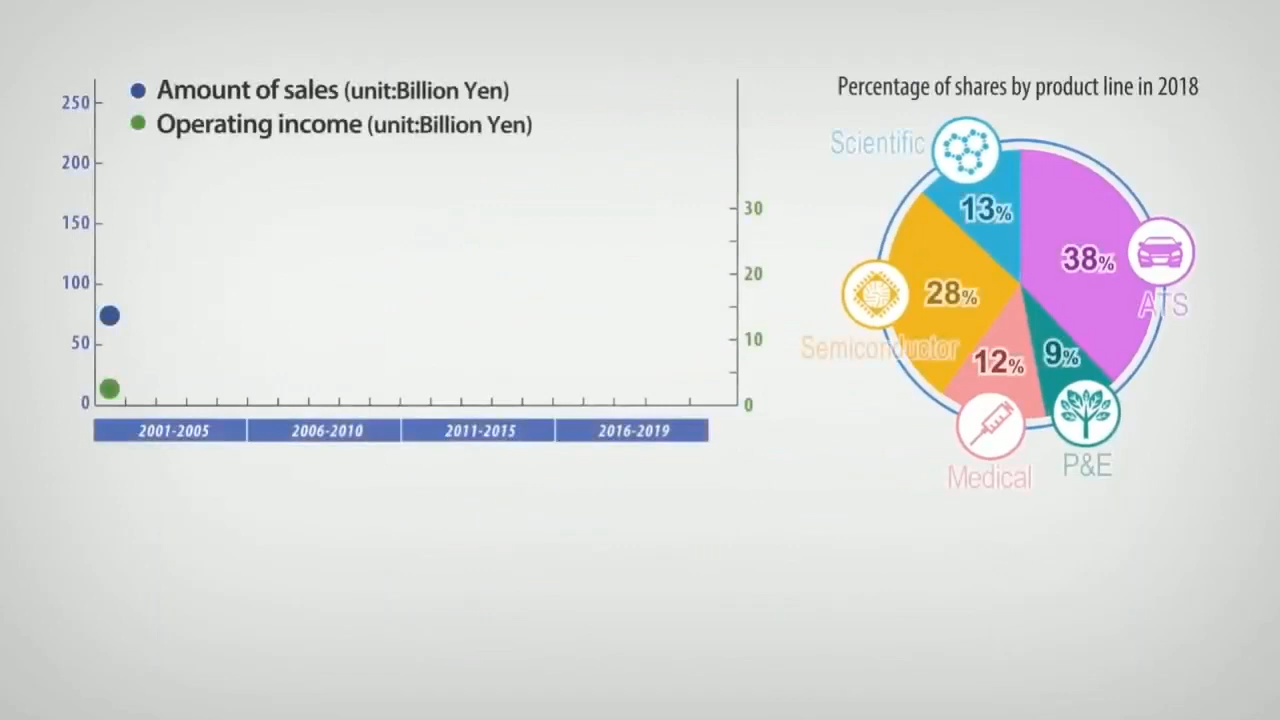 Amount of sales (unit:Billion Yen)
Operating income (unit:Billion Yen)
250
200
150
100
50
0
30
20
10
0
2001-2005
2006-2010
2011-2015
2016-2019
Percentage of shares by product line in 2018
Scientific
13%
38%
ATS
28%
Semiconductor
12%
9%
Medical
P&E